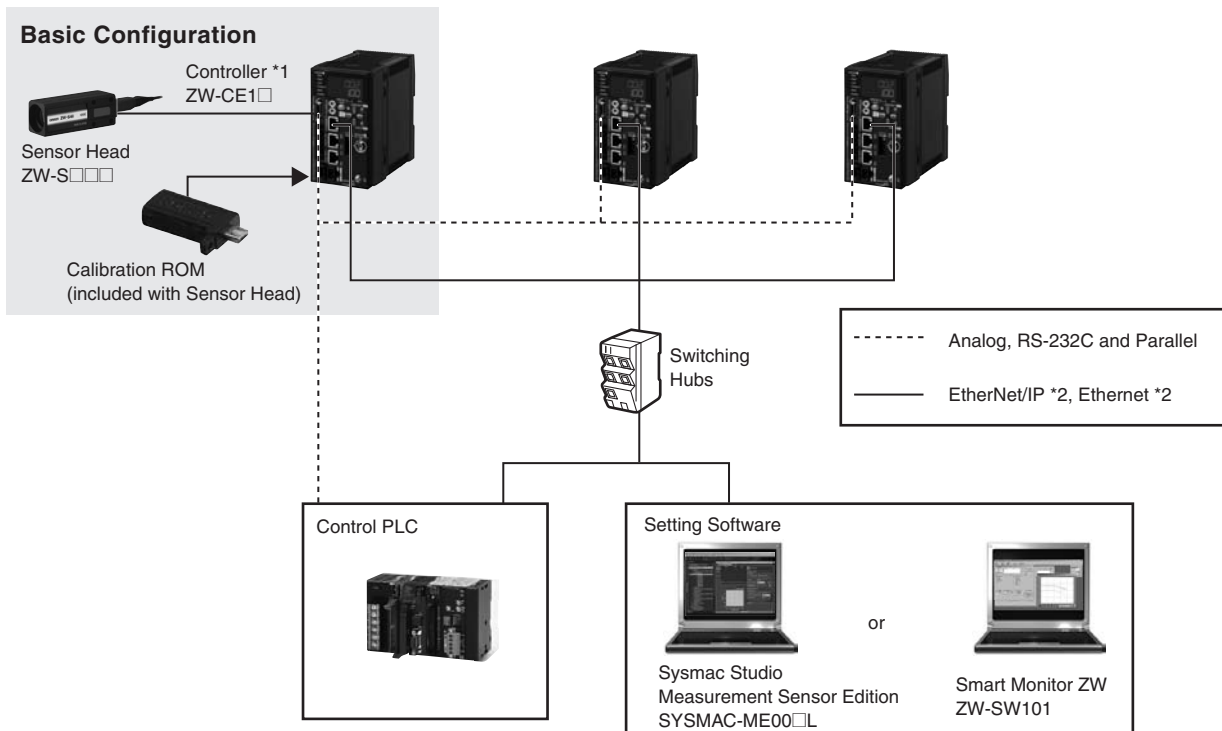 Basic Configuration
Controller *1
ZW-CE1□
Sensor Head
ZW-S□□□
Calibration ROM
(included with Sensor Head)
Switching
Hubs
Analog, RS-232C and Parallel
EtherNet/IP *2, Ethernet *2
Control PLC
Setting Software
Sysmac Studio
Measurement Sensor Edition
SYSMAC-ME00□L
or
Smart Monitor ZW
ZW-SW101